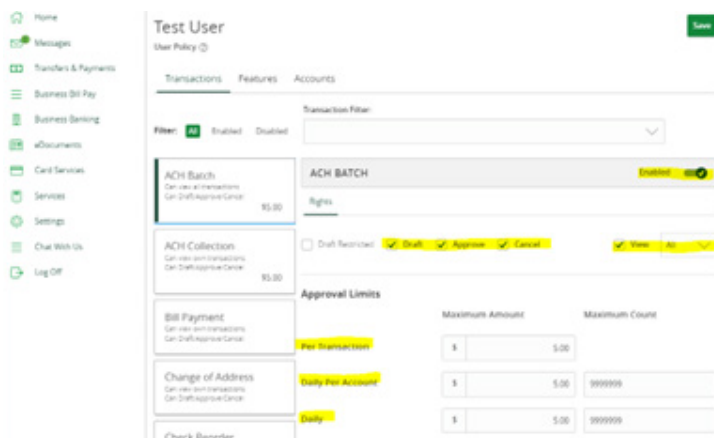 Home
Messages
Transfers & Payments
Business Bill Pay
Business Banking
eDocuments
Card Services
Services
Settings
Chat With Us
Log Off
Test User
Save
User Policy
Transactions Features Accounts
Transaction Filter:
Filter: All Enabled Disabled
ACH Batch
Can view all transactions
Can Draft/Approve/Cancel
$5.00
ACH Collection
Can view own transactions
Can Draft/Approve/Cancel
$5.00
Bill Payment
Can view own transactions
Can Draft/Approve/Cancel
Change of Address
Can view own transactions
Can Draft/Approve/Cancel
Check Reorder
ACH BATCH Enabled
Rights
Draft Restricted Draft Approve Cancel View All
Approval Limits
Maximum Amount Maximum Count
Per Transaction $ 5.00
Daily Per Account $ 5.00 9999999
Daily $ 5.00 9999999